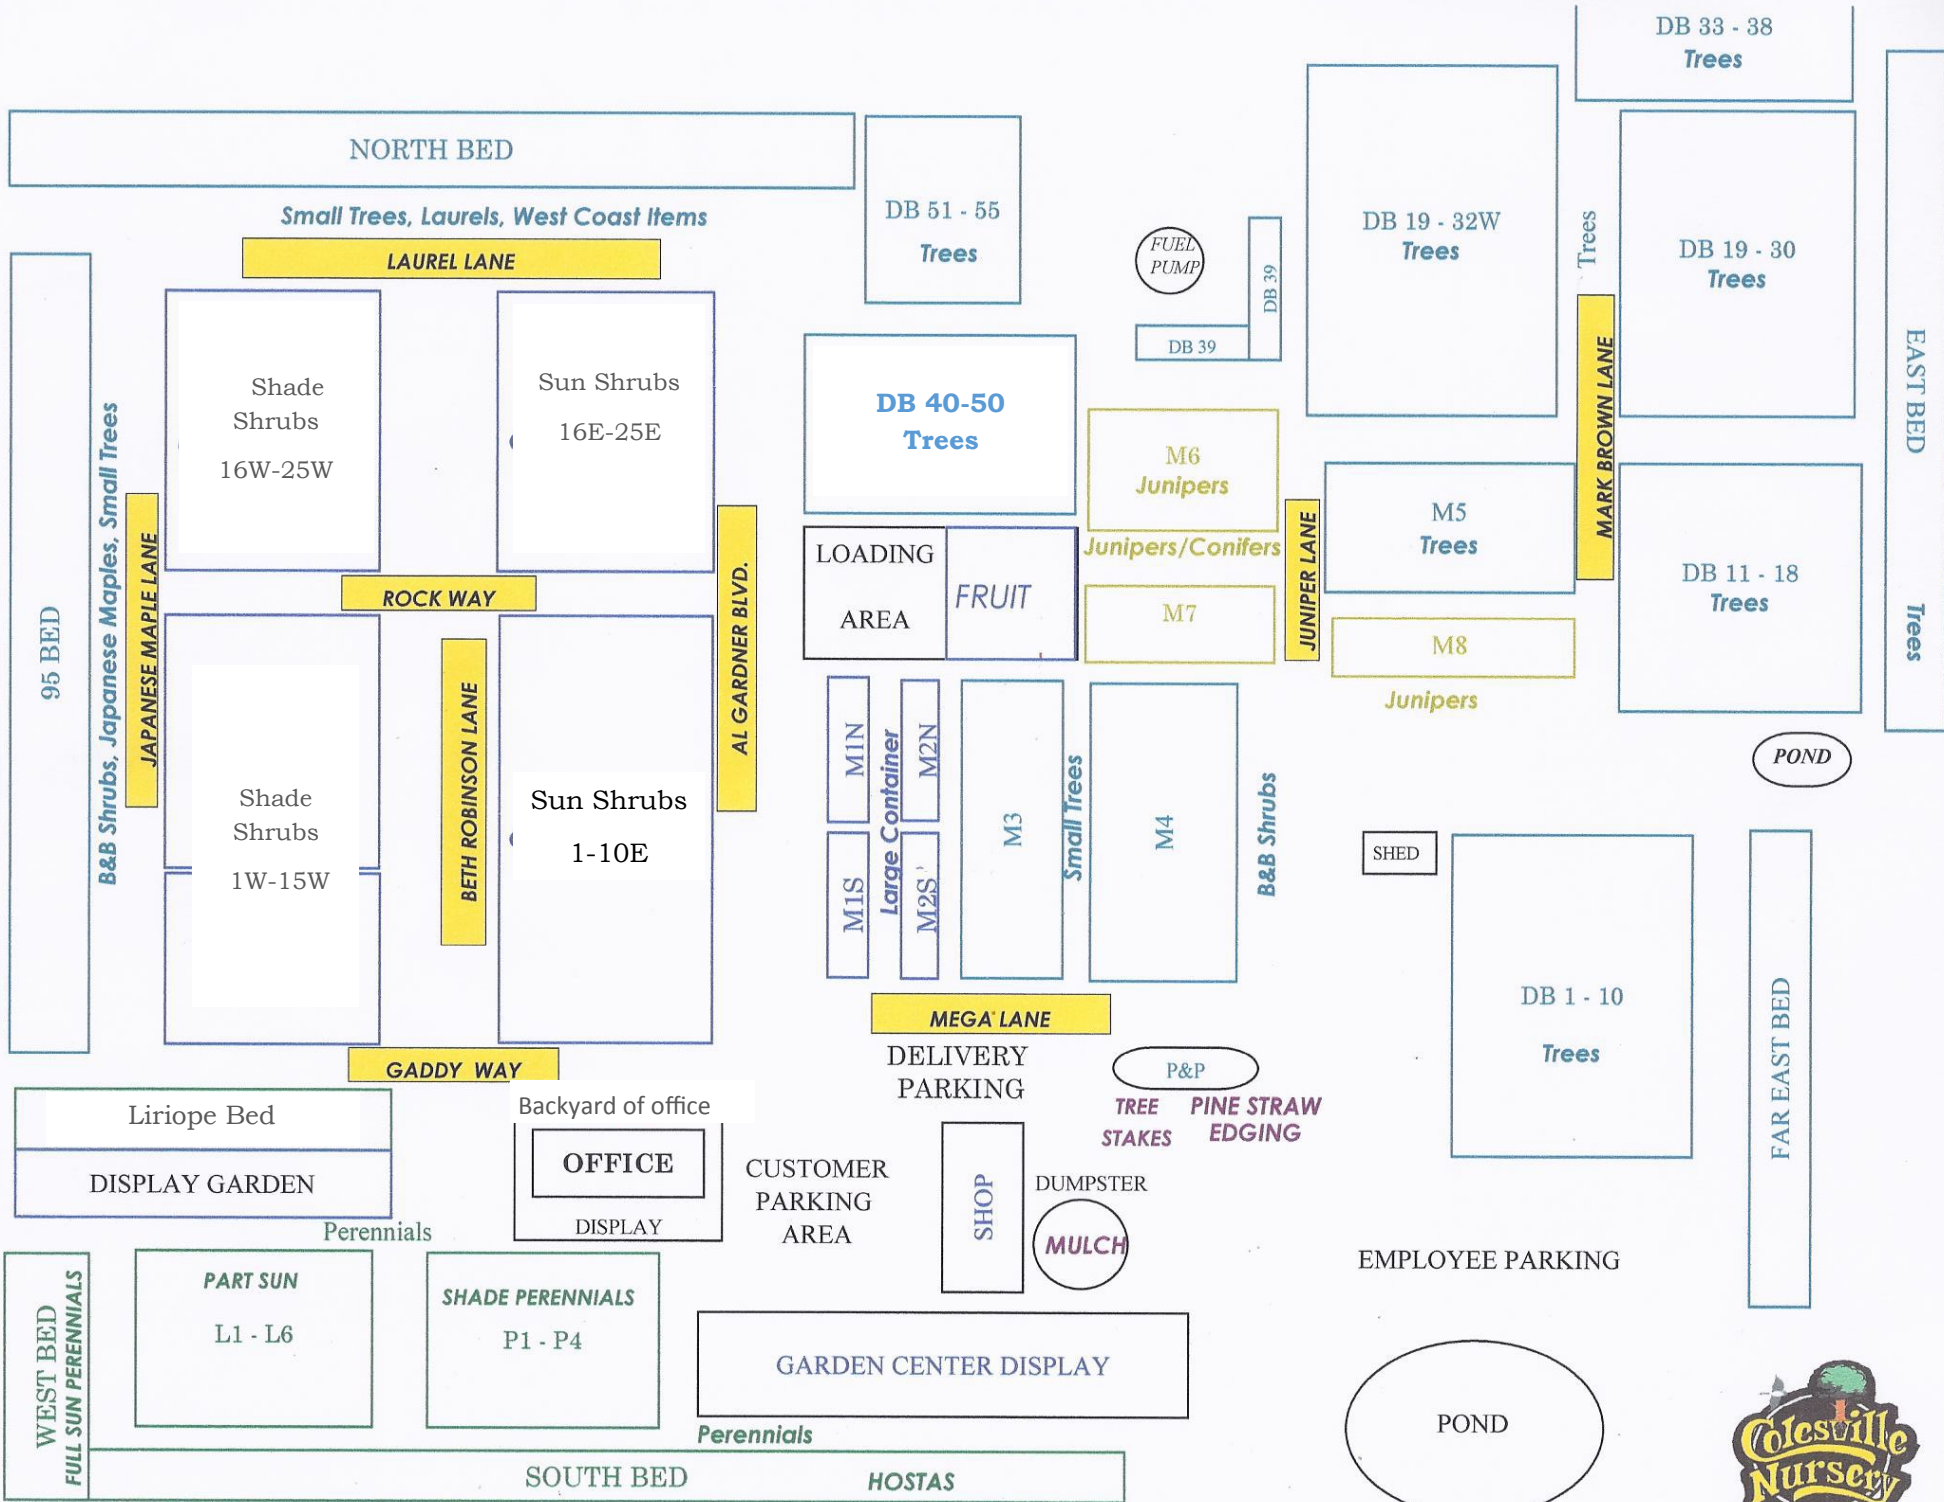 DB 33 - 38
Trees
NORTH BED
Small Trees, Laurels, West Coast Items
LAUREL LANE
DB 51 - 55
Trees
FUEL
PUMP
DB 39
DB 39
DB 19 - 32W
Trees
Trees
DB 19 - 30
Trees
EAST BED
Trees
MARK BROWN LANE
95 BED
B&B Shrubs, Japanese Maples, Small Trees
JAPANESE MAPLE LANE
Shade
Shrubs
16W-25W
Sun Shrubs
16E-25E
DB 40-50
Trees
M6
Junipers
Junipers/Conifers
M7
JUNIPER LANE
M5
Trees
M8
Junipers
DB 11 - 18
Trees
ROCK WAY
AL GARDNER BLVD.
LOADING
AREA
FRUIT
BETH ROBINSON LANE
Shade
Shrubs
1W-15W
Sun Shrubs
1-10E
M1N
M1S
Large Container
M2N
M2S
M3
Small Trees
M4
B&B Shrubs
POND
SHED
DB 1 - 10
Trees
FAR EAST BED
MEGA LANE
DELIVERY
PARKING
P&P
TREE
STAKES
PINE STRAW
EDGING
GADDY WAY
Liriope Bed
DISPLAY GARDEN
Perennials
Backyard of office
OFFICE
DISPLAY
CUSTOMER
PARKING
AREA
SHOP
DUMPSTER
MULCH
EMPLOYEE PARKING
WEST BED
FULL SUN PERENNIALS
PART SUN
L1 - L6
SHADE PERENNIALS
P1 - P4
GARDEN CENTER DISPLAY
Perennials
SOUTH BED
HOSTAS
POND
Colesville
Nursery